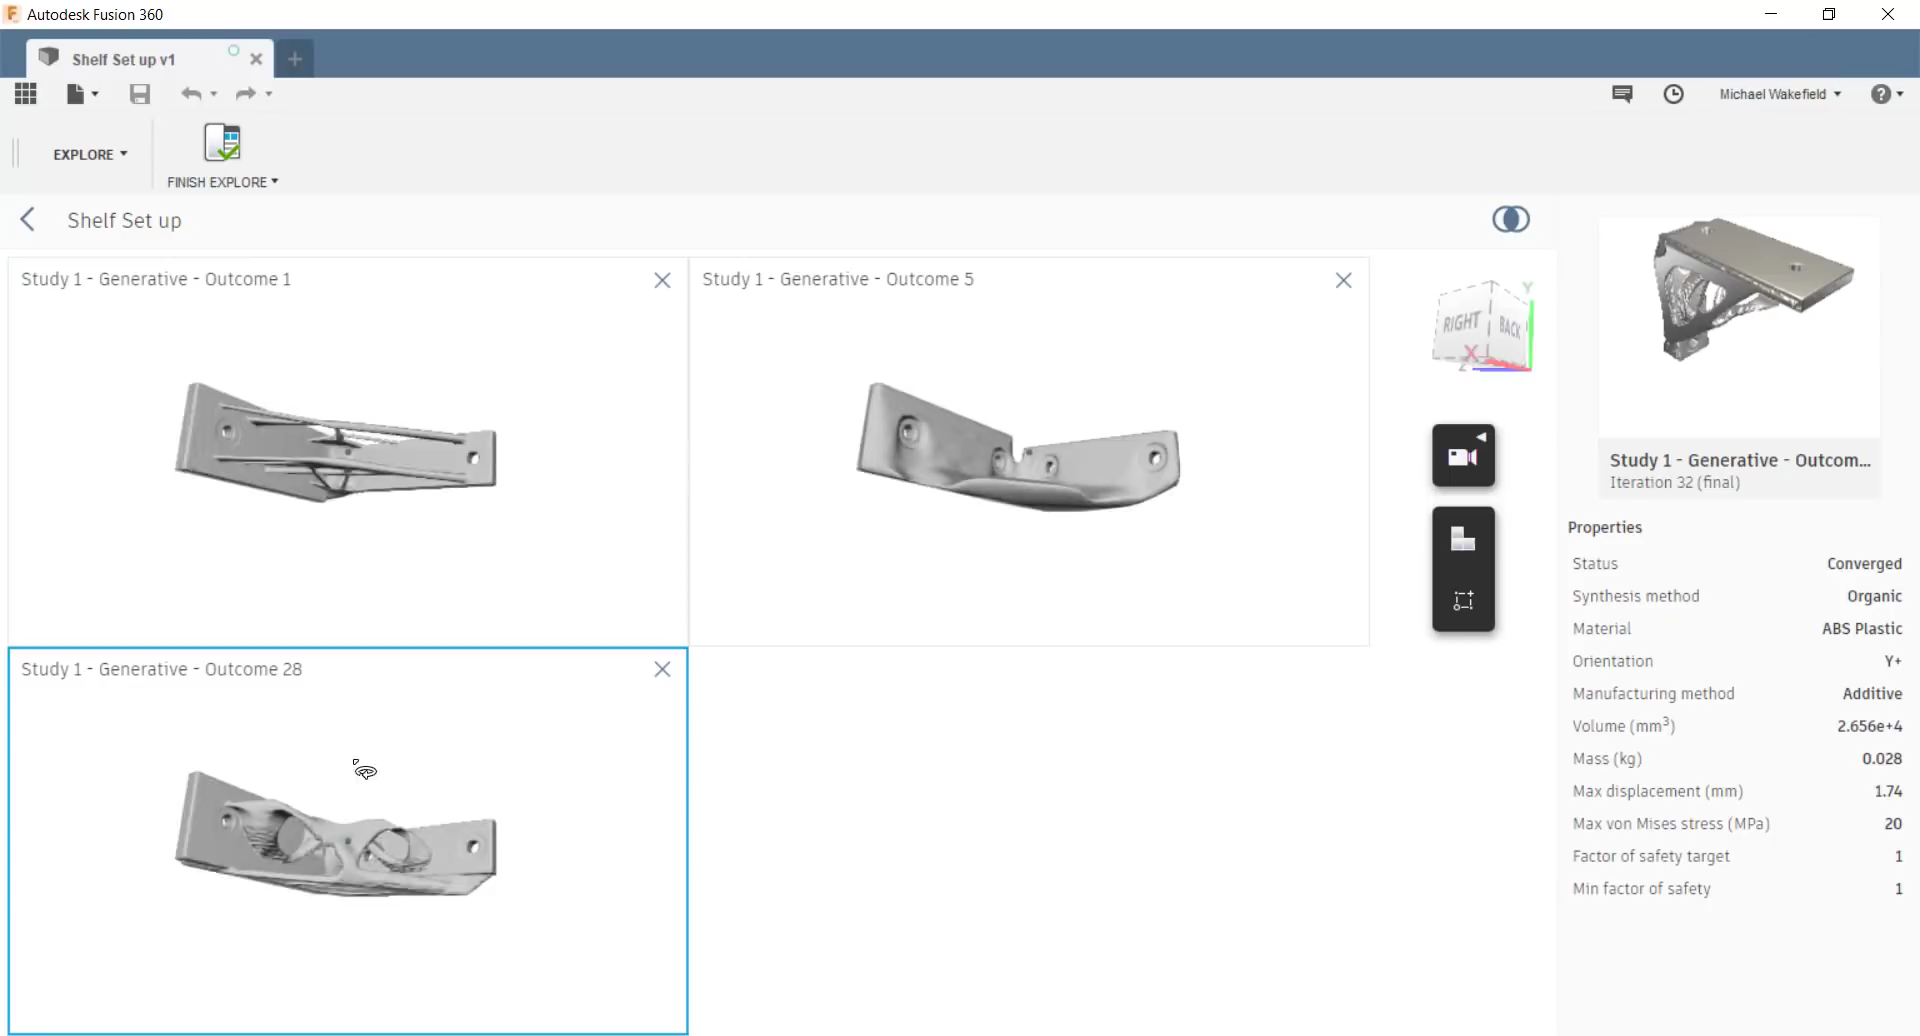 Autodesk Fusion 360
Shelf Set up v1
Michael Wakefield
EXPLORE
FINISH EXPLORE
Shelf Set up
Study 1 - Generative - Outcome 1
Study 1 - Generative - Outcome 5
Study 1 - Generative - Outcome 28
RIGHT
BACK
Y
X
Z
Study 1 - Generative - Outcom...
Iteration 32 (final)
Properties
Status Converged
Synthesis method Organic
Material ABS Plastic
Orientation Y+
Manufacturing method Additive
Volume (mm³) 2.656e+4
Mass (kg) 0.028
Max displacement (mm) 1.74
Max von Mises stress (MPa) 20
Factor of safety target 1
Min factor of safety 1